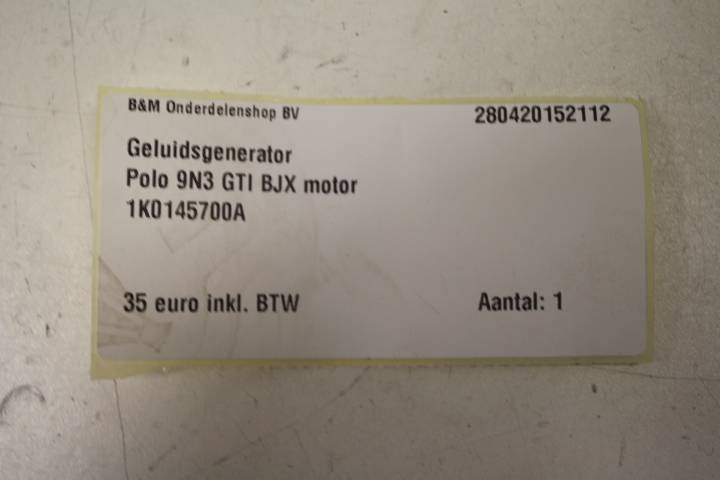 B&M Onderdelenshop BV 280420152112
Geluidsgenerator
Polo 9N3 GTI BJX motor
1K0145700A
35 euro inkl. BTW Aantal: 1